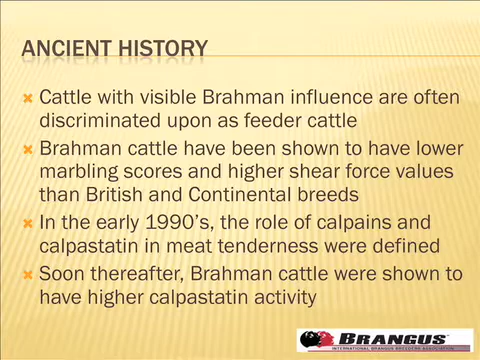 ANCIENT HISTORY
Cattle with visible Brahman influence are often
discriminated upon as feeder cattle
Brahman cattle have been shown to have lower
marbling scores and higher shear force values
than British and Continental breeds
In the early 1990's, the role of calpains and
calpastatin in meat tenderness were defined
Soon thereafter, Brahman cattle were shown to
have higher calpastatin activity
BRANGUS
INTERNATIONAL BRANGUS BREEDERS ASSOCIATION